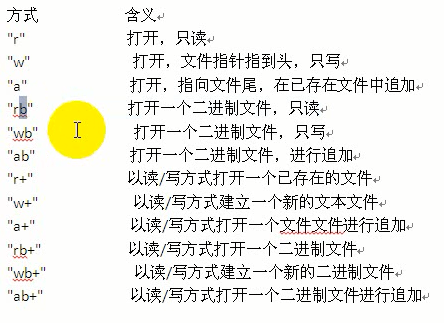 方式 含义
"r" 打开，只读
"w" 打开，文件指针指到头，只写
"a" 打开，指向文件尾，在已存在文件中追加
"rb" 打开一个二进制文件，只读
"wb" 打开一个二进制文件，只写
"ab" 打开一个二进制文件，进行追加
"r+" 以读/写方式打开一个已存在的文件
"w+" 以读/写方式建立一个新的文本文件
"a+" 以读/写方式打开一个文件文件进行追加
"rb+" 以读/写方式打开一个二进制文件
"wb+" 以读/写方式建立一个新的二进制文件
"ab+" 以读/写方式打开一个二进制文件进行追加